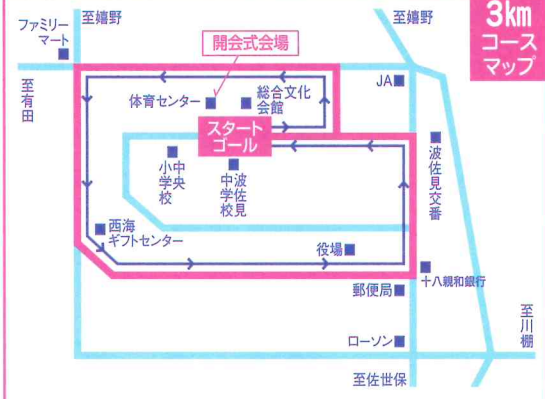 3km
コース
マップ
至嬉野
至嬉野
ファミリー
マート
開会式会場
至有田
体育センター
総合文化
会館
JA
スタート
ゴール
中央
小学校
波佐見
中学校
波佐見交番
西海
ギフトセンター
役場
十八親和銀行
郵便局
至川棚
ローソン
至佐世保